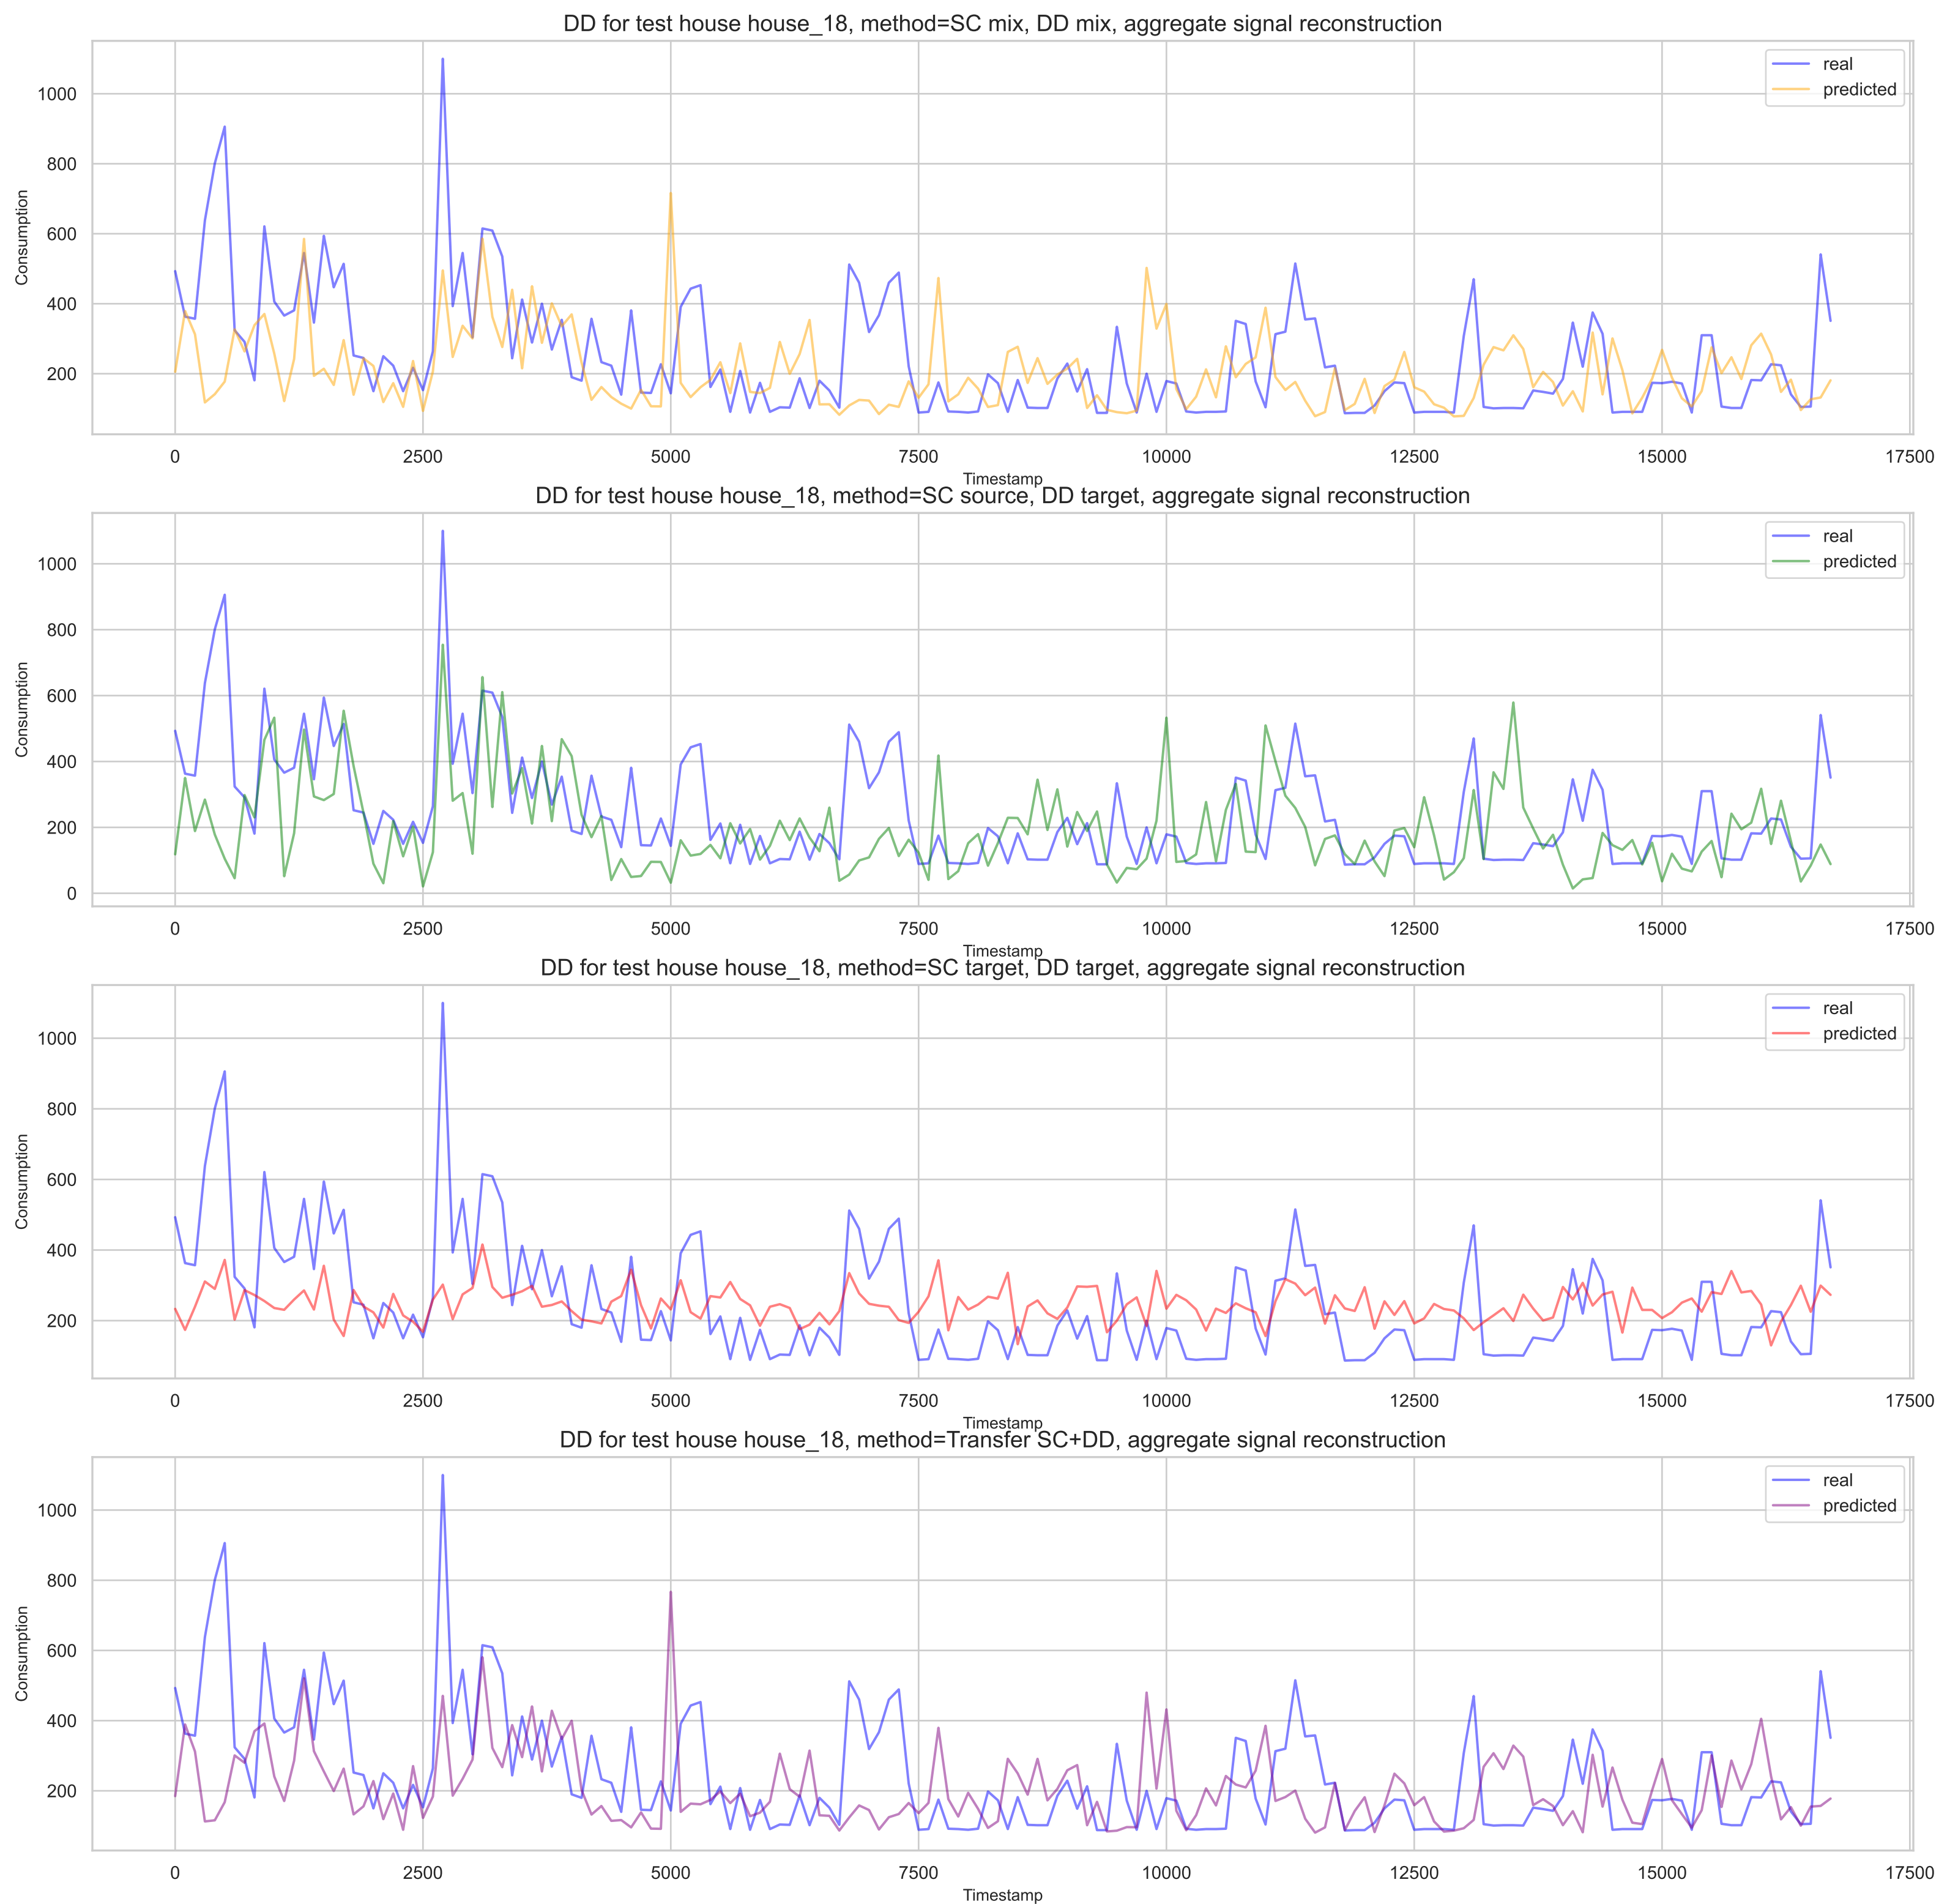 DD for test house house_18, method=SC mix, DD mix, aggregate signal reconstruction
real
predicted
1000
800
600
400
200
Consumption
0 2500 5000 7500 10000 12500 15000 17500
Timestamp
DD for test house house_18, method=SC source, DD target, aggregate signal reconstruction
real
predicted
1000
800
600
400
200
0
Consumption
0 2500 5000 7500 10000 12500 15000 17500
Timestamp
DD for test house house_18, method=SC target, DD target, aggregate signal reconstruction
real
predicted
1000
800
600
400
200
Consumption
0 2500 5000 7500 10000 12500 15000 17500
Timestamp
DD for test house house_18, method=Transfer SC+DD, aggregate signal reconstruction
real
predicted
1000
800
600
400
200
Consumption
0 2500 5000 7500 10000 12500 15000 17500
Timestamp